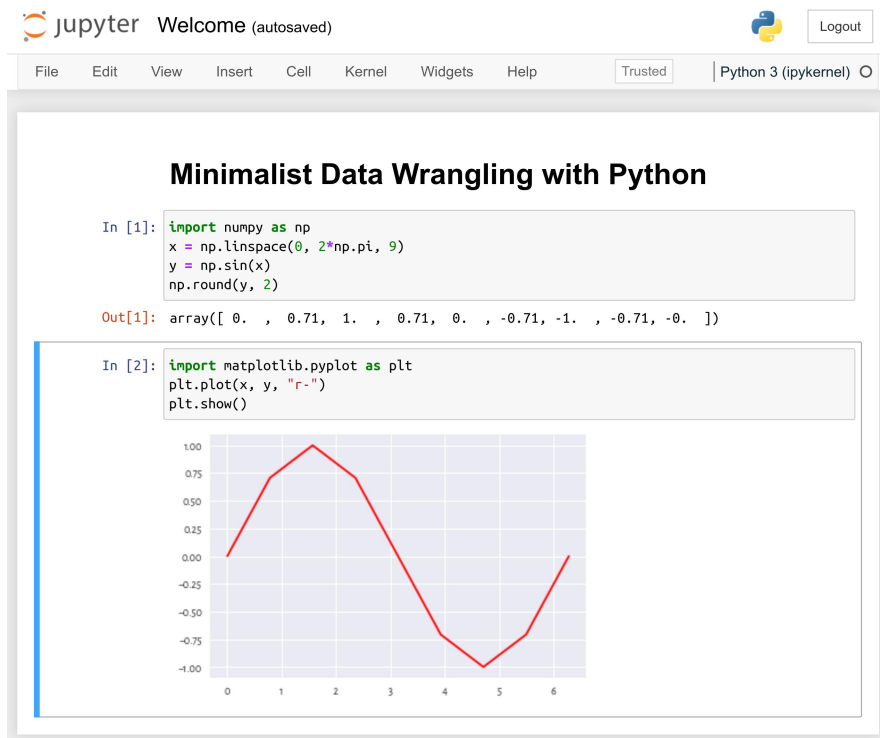 jupyter Welcome (autosaved) Logout
File Edit View Insert Cell Kernel Widgets Help Trusted Python 3 (ipykernel)
Minimalist Data Wrangling with Python
In [1]: import numpy as np
x = np.linspace(0, 2*np.pi, 9)
y = np.sin(x)
np.round(y, 2)
Out[1]: array([ 0.  ,  0.71,  1.  ,  0.71,  0.  , -0.71, -1.  , -0.71, -0.  ])
In [2]: import matplotlib.pyplot as plt
plt.plot(x, y, "r-")
plt.show()
1.00
0.75
0.50
0.25
0.00
-0.25
-0.50
-0.75
-1.00
0 1 2 3 4 5 6